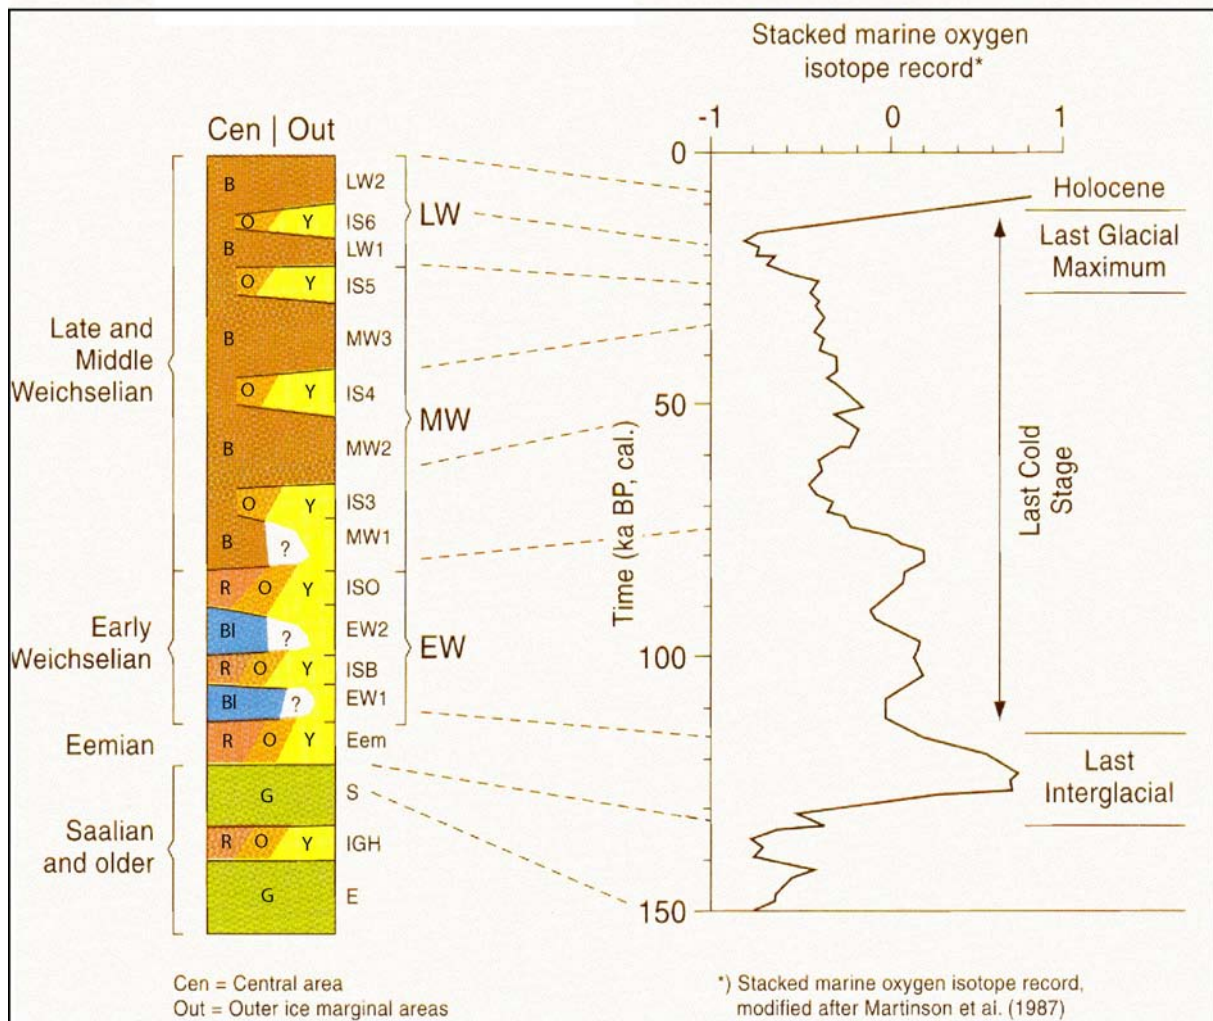 Stacked marine oxygen
isotope record*
-1 0 1
Cen | Out
0
50
100
150
Time (ka BP, cal.)
Holocene
Last Glacial
Maximum
Last Cold
Stage
Last
Interglacial
B LW2
O Y IS6
B LW1
O Y IS5
B MW3
O Y IS4
B MW2
O Y IS3
B ? MW1
R O Y ISO
Bl ? EW2
R O Y ISB
Bl ? EW1
R O Y Eem
G S
R O Y IGH
G E
LW
MW
EW
Late and
Middle
Weichselian
Early
Weichselian
Eemian
Saalian
and older
Cen = Central area
Out = Outer ice marginal areas
*) Stacked marine oxygen isotope record,
modified after Martinson et al. (1987)